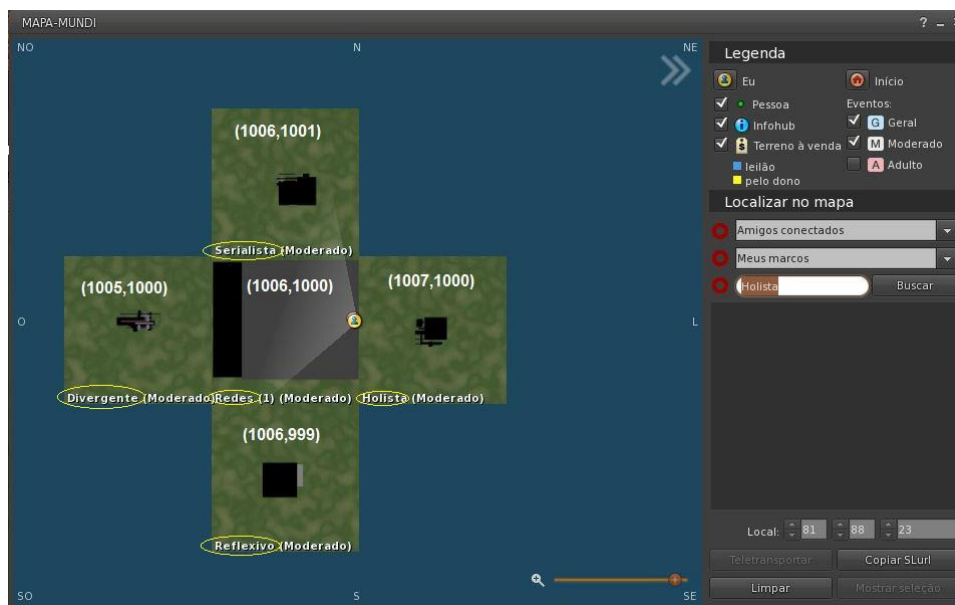 MAPA-MUNDI
? –
NO N NE
Legenda
Eu Início
Pessoa Eventos:
Infohub G Geral
$ Terreno à venda M Moderado
leilão A Adulto
pelo dono
Localizar no mapa
Amigos conectados
Meus marcos
Holista Buscar
(1006,1001)
Serialista (Moderado)
(1005,1000) (1006,1000) (1007,1000)
O L
Divergente (Moderado) Redes (1) (Moderado) Holista (Moderado)
(1006,999)
Reflexivo (Moderado)
Local: 81 88 23
Teletransportar Copiar SLurl
Limpar Mostrar seleção
SO S SE